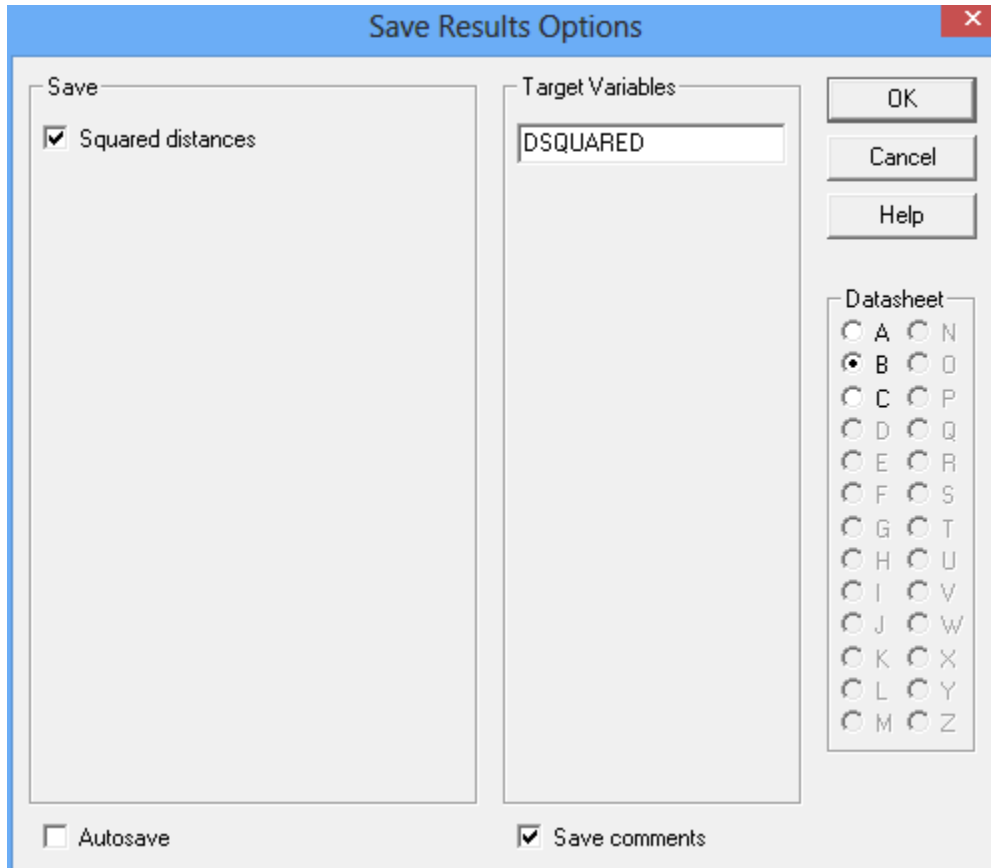 Save Results Options
Save
Squared distances
Target Variables
DSQUARED
OK
Cancel
Help
Datasheet
A N
B O
C P
D Q
E R
F S
G T
H U
I V
J W
K X
L Y
M Z
Autosave
Save comments